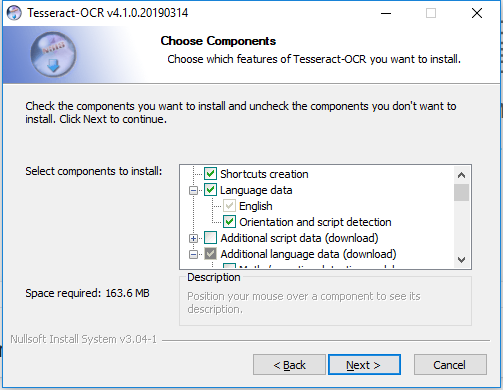 Tesseract-OCR v4.1.0.20190314
Choose Components
Choose which features of Tesseract-OCR you want to install.
Check the components you want to install and uncheck the components you don't want to
install. Click Next to continue.
Select components to install:
Shortcuts creation
Language data
English
Orientation and script detection
Additional script data (download)
Additional language data (download)
Space required: 163.6 MB
Description
Position your mouse over a component to see its
description.
Nullsoft Install System v3.04-1
< Back
Next >
Cancel